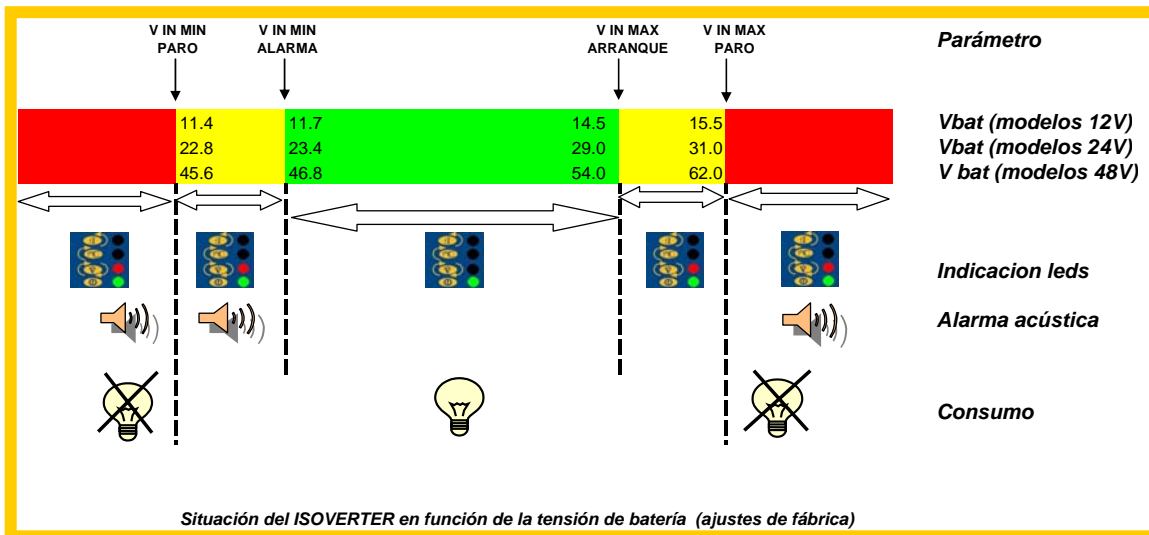 V IN MIN PARO
V IN MIN ALARMA
V IN MAX ARRANQUE
V IN MAX PARO
Parámetro
11.4 11.7 14.5 15.5 Vbat (modelos 12V)
22.8 23.4 29.0 31.0 Vbat (modelos 24V)
45.6 46.8 54.0 62.0 V bat (modelos 48V)
Indicacion leds
Alarma acústica
Consumo
Situación del ISOVERTER en función de la tensión de batería (ajustes de fábrica)